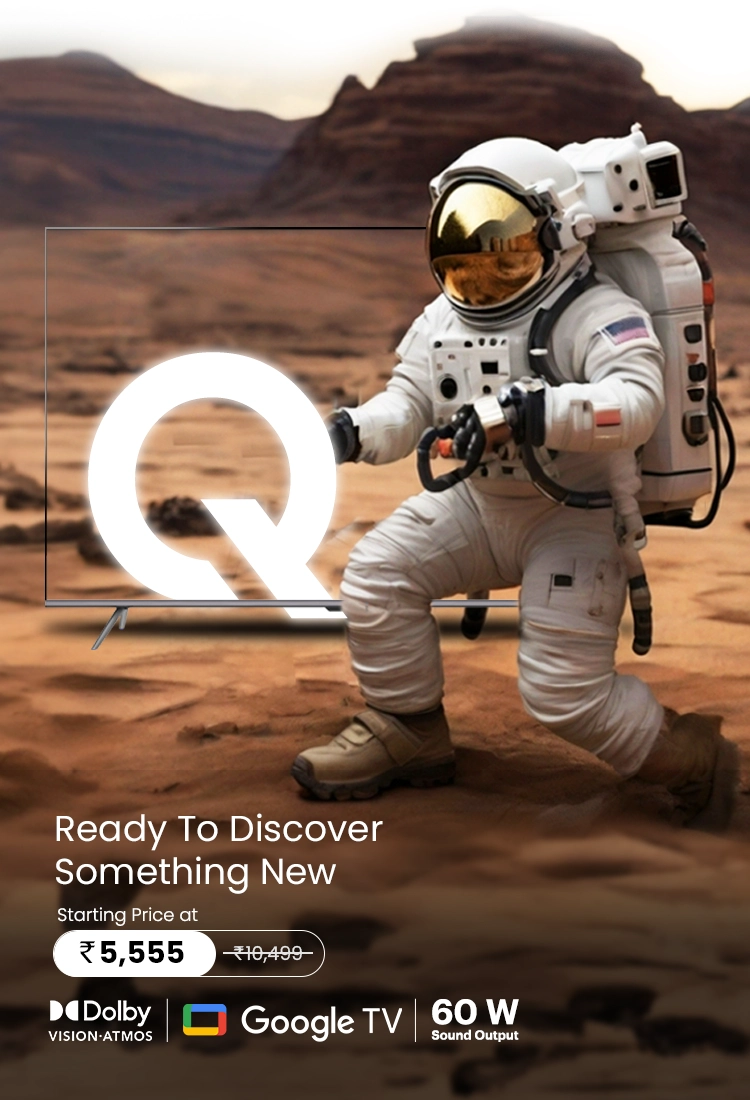 Q
Ready To Discover
Something New
Starting Price at
₹5,555 ₹10,499
Dolby
VISION·ATMOS
Google TV
60 W
Sound Output